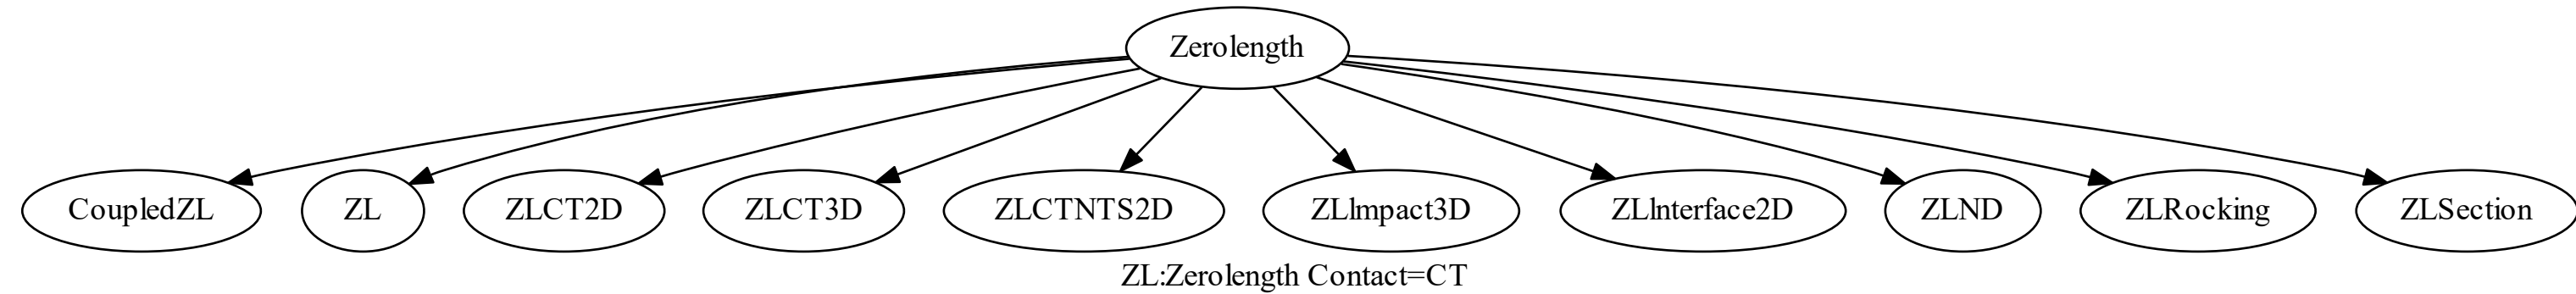 Zerolength
CoupledZL
ZL
ZLCT2D
ZLCT3D
ZLCTNTS2D
ZLImpact3D
ZLInterface2D
ZLND
ZLRocking
ZLSection
ZL:Zerolength Contact=CT